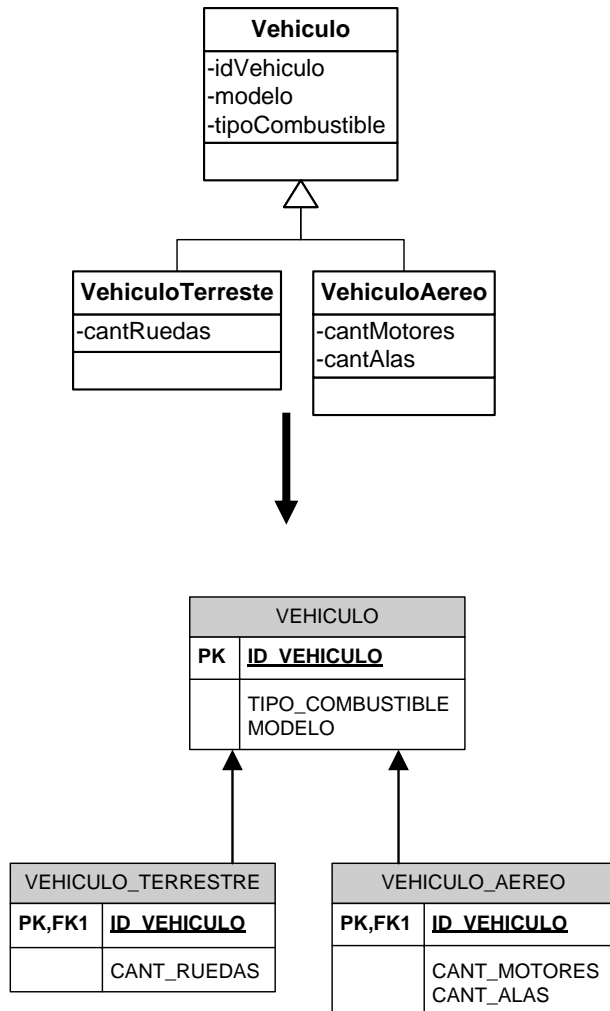 Vehiculo
-idVehiculo
-modelo
-tipoCombustible
VehiculoTerreste
-cantRuedas
VehiculoAereo
-cantMotores
-cantAlas
VEHICULO
PK ID_VEHICULO
TIPO_COMBUSTIBLE
MODELO
VEHICULO_TERRESTRE
PK,FK1 ID_VEHICULO
CANT_RUEDAS
VEHICULO_AEREO
PK,FK1 ID_VEHICULO
CANT_MOTORES
CANT_ALAS